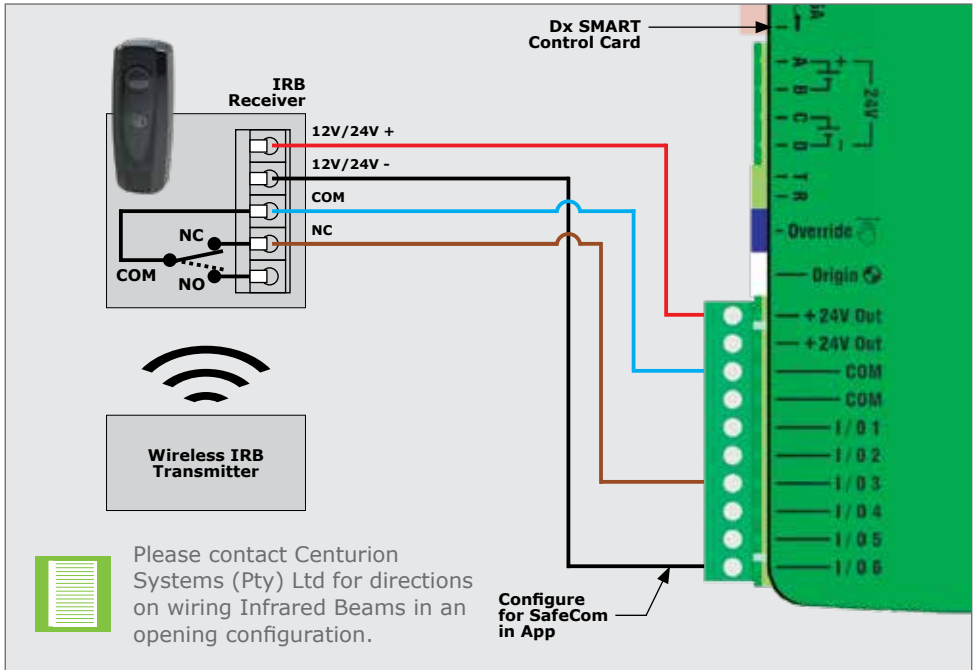 Dx SMART
Control Card
IRB
Receiver
12V/24V +
12V/24V -
COM
NC
NC
COM
NO
Wireless IRB
Transmitter
Please contact Centurion
Systems (Pty) Ltd for directions
on wiring Infrared Beams in an
opening configuration.
Configure
for SafeCom
in App
A
+
B
24V
C
D
–
T
R
Override
Origin
+24V Out
+24V Out
COM
COM
I/O 1
I/O 2
I/O 3
I/O 4
I/O 5
I/O 6